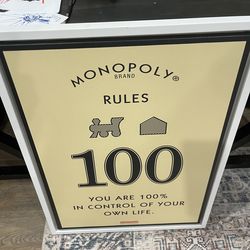 MONOPOLY®
BRAND
RULES
100
YOU ARE 100%
IN CONTROL OF YOUR
OWN LIFE.